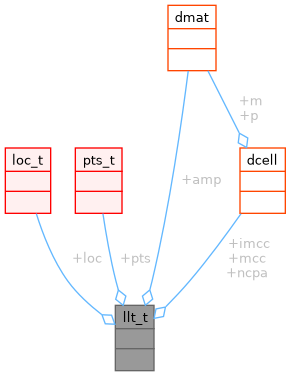 dmat
+m
+p
loc_t
pts_t
dcell
+amp
+imcc
+mcc
+ncpa
+loc
+pts
llt_t